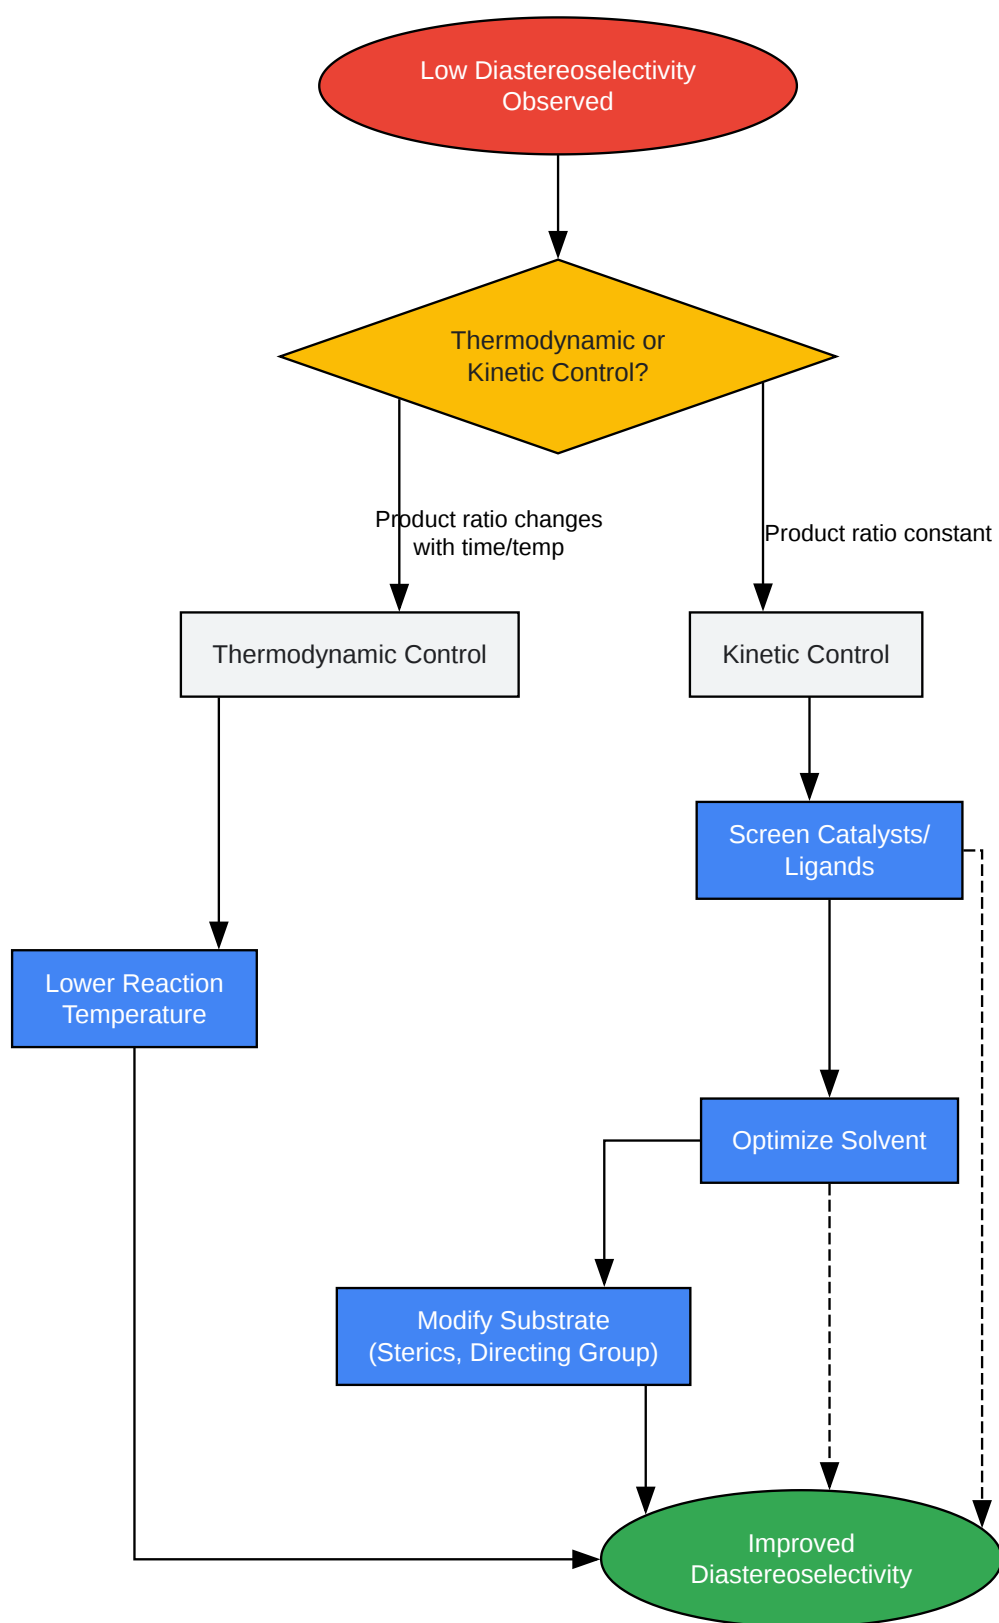 Low Diastereoselectivity
Observed
Thermodynamic or
Kinetic Control?
Product ratio changes
with time/temp
Product ratio constant
Thermodynamic Control
Kinetic Control
Screen Catalysts/
Ligands
Lower Reaction
Temperature
Optimize Solvent
Modify Substrate
(Sterics, Directing Group)
Improved
Diastereoselectivity